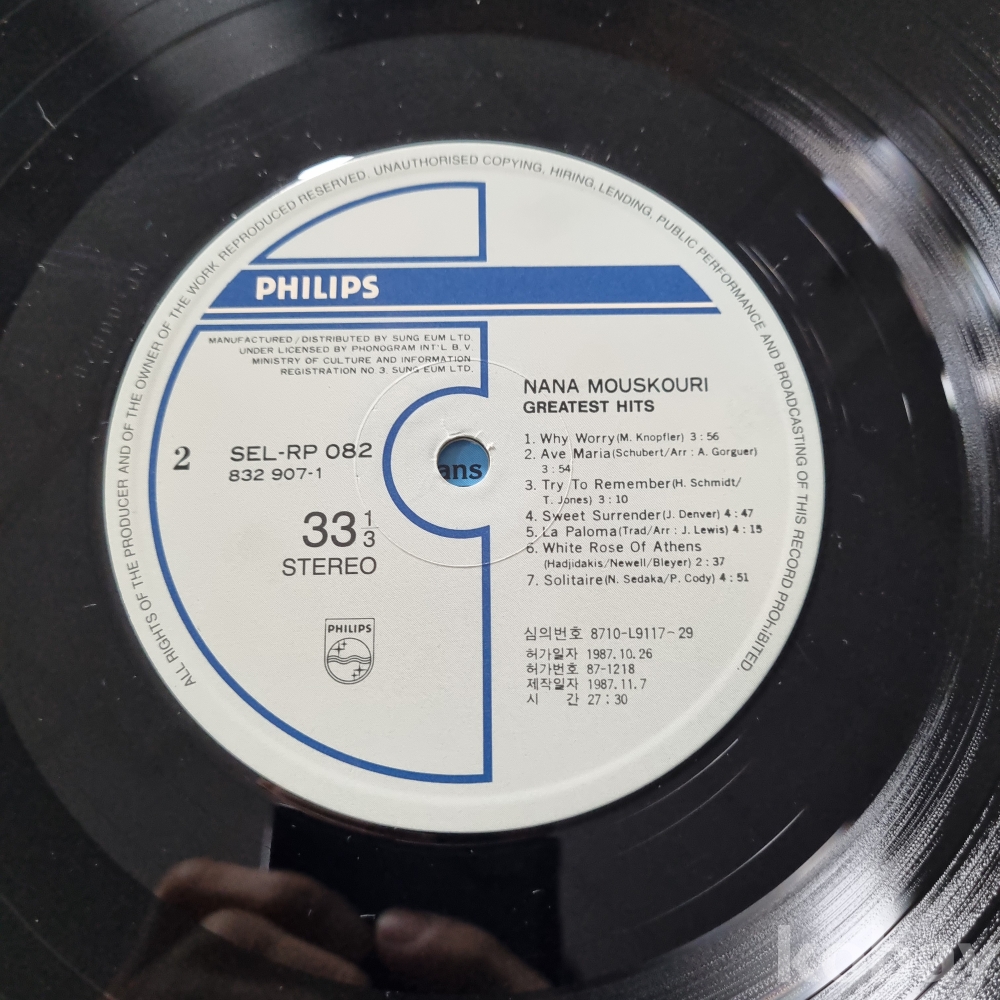 ALL RIGHTS OF THE PRODUCER AND OF THE OWNER OF THE WORK REPRODUCED RESERVED. UNAUTHORISED COPYING, HIRING, LENDING, PUBLIC PERFORMANCE AND BROADCASTING OF THIS RECORD PROHIBITED.
PHILIPS
MANUFACTURED / DISTRIBUTED BY SUNG EUM LTD.
UNDER LICENSED BY PHONOGRAM INT'L B.V.
MINISTRY OF CULTURE AND INFORMATION
REGISTRATION NO.3. SUNG EUM LTD.
NANA MOUSKOURI
GREATEST HITS
2
SEL-RP 082
832 907-1
33 1/3
STEREO
ans
1. Why Worry(M. Knopfler) 3 : 56
2. Ave Maria(Schubert/Arr : A. Gorguer)
3 : 54
3. Try To Remember(H. Schmidt/
T. Jones) 3 : 10
4. Sweet Surrender(J. Denver) 4 : 47
5. La Paloma(Trad/Arr : J. Lewis) 4 : 15
6. White Rose Of Athens
(Hadjidakis/Newell/Bleyer) 2 : 37
7. Solitaire(N. Sedaka/P. Cody) 4 : 51
PHILIPS
심의번호 8710-L9117~29
허가일자 1987.10.26
허가번호 87-1218
제작일자 1987.11.7
시 간 27 : 30